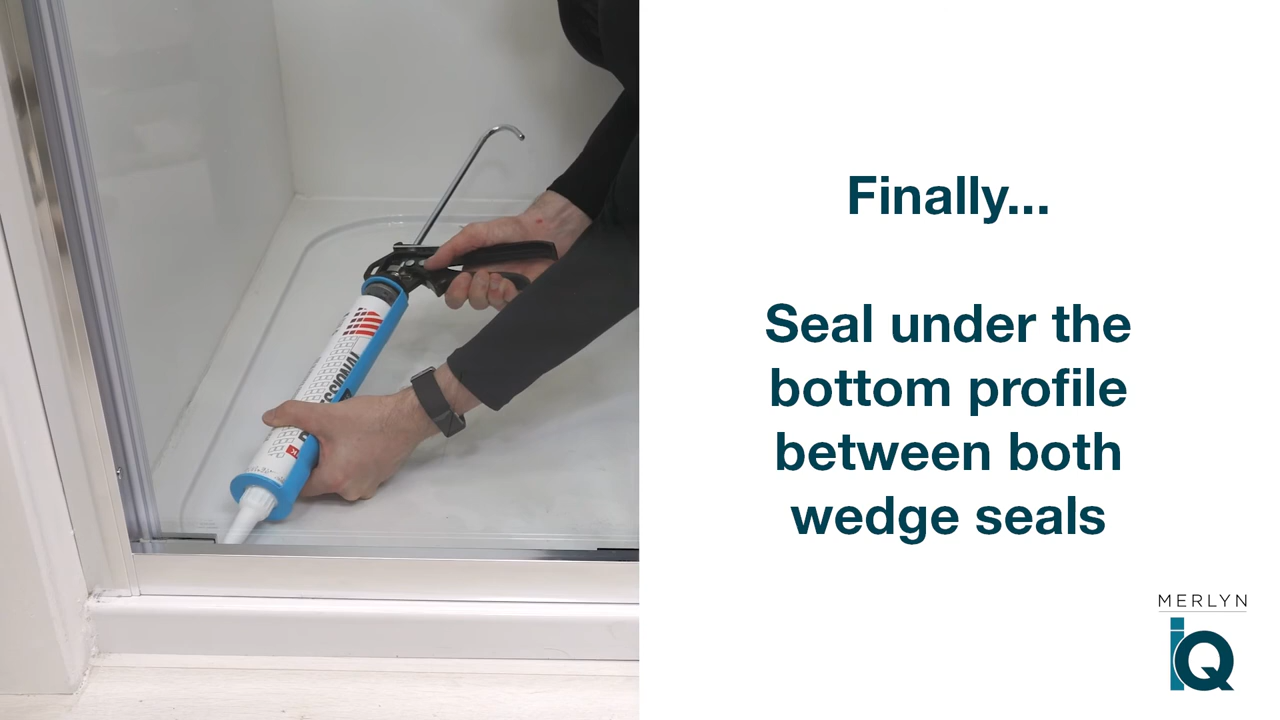 Finally...
Seal under the
bottom profile
between both
wedge seals
MERLYN
iQ